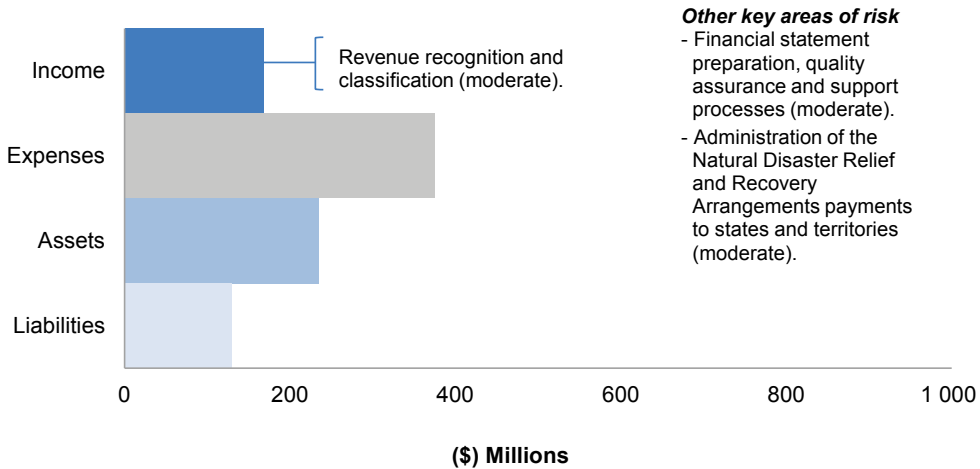 Other key areas of risk
- Financial statement
preparation, quality
assurance and support
processes (moderate).
- Administration of the
Natural Disaster Relief
and Recovery
Arrangements payments
to states and territories
(moderate).
Income
Revenue recognition and
classification (moderate).
Expenses
Assets
Liabilities
0 200 400 600 800 1 000
($) Millions